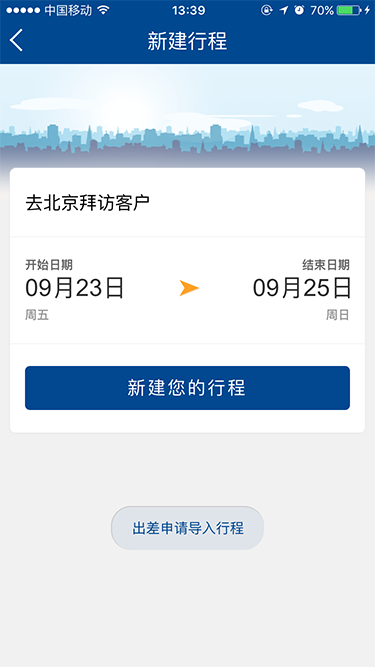 中国移动 13:39 70%
新建行程
去北京拜访客户
开始日期 结束日期
09月23日 09月25日
周五 周日
新建您的行程
出差申请导入行程